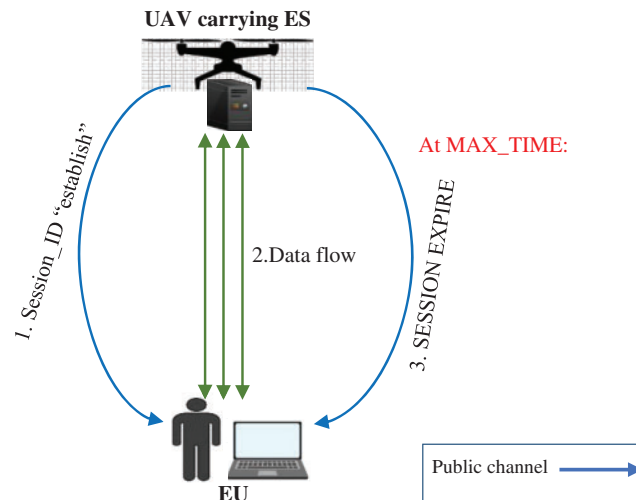 UAV carrying ES
At MAX_TIME:
1. Session_ID “establish”
2.Data flow
3. SESSION EXPIRE
EU
Public channel